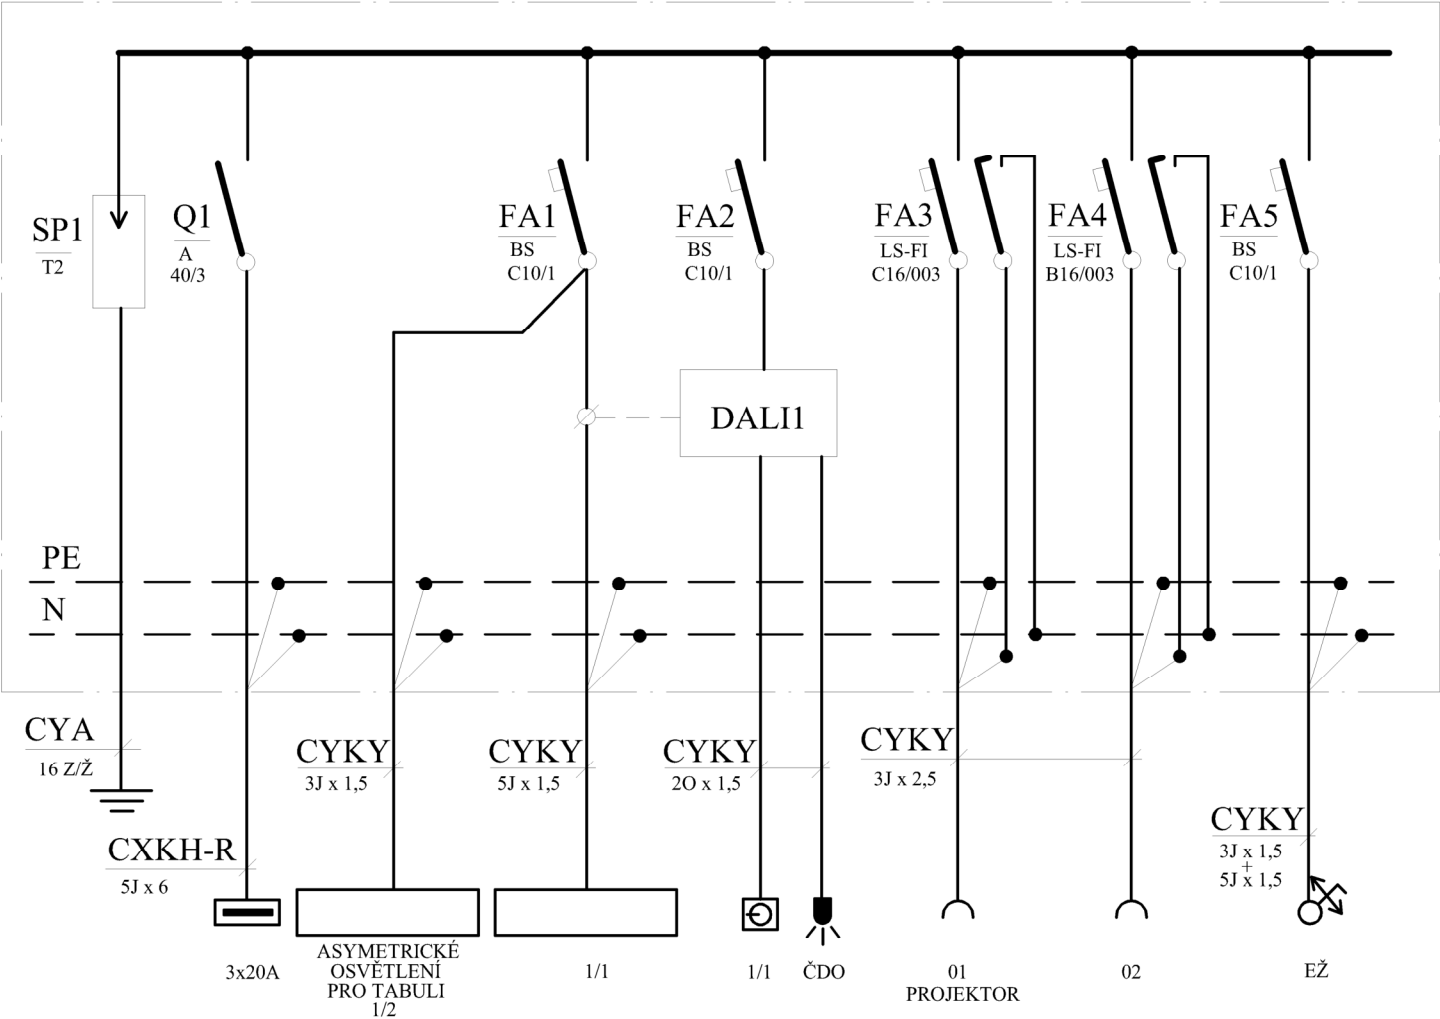 SP1
T2
Q1
A
40/3
FA1
BS
C10/1
FA2
BS
C10/1
FA3
LS-FI
C16/003
FA4
LS-FI
B16/003
FA5
BS
C10/1
DALI1
PE
N
CYA
16 Z/Ž
CXKH-R
5J x 6
CYKY
3J x 1,5
CYKY
5J x 1,5
CYKY
2O x 1,5
CYKY
3J x 2,5
CYKY
3J x 1,5
+
5J x 1,5
3x20A
ASYMETRICKÉ
OSVĚTLENÍ
PRO TABULI
1/2
1/1
1/1
ČDO
01
PROJEKTOR
02
EŽ